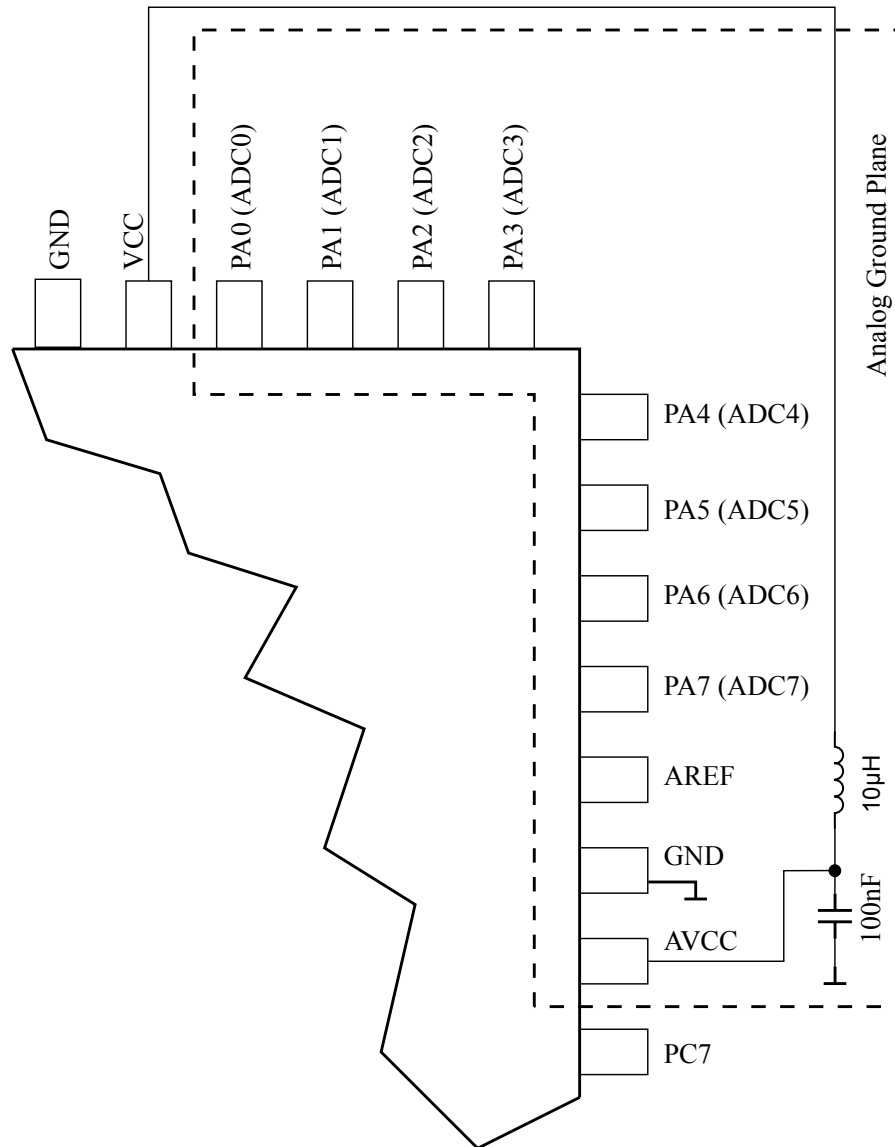 GND
VCC
PA0 (ADC0)
PA1 (ADC1)
PA2 (ADC2)
PA3 (ADC3)
Analog Ground Plane
PA4 (ADC4)
PA5 (ADC5)
PA6 (ADC6)
PA7 (ADC7)
AREF
10µH
GND
100nF
AVCC
PC7